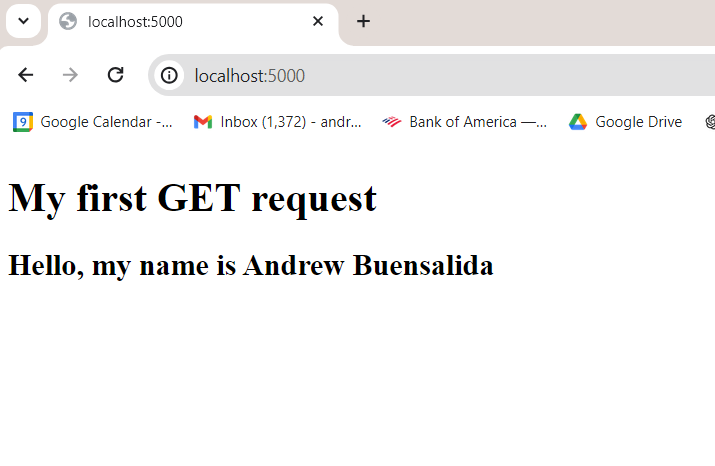 localhost:5000
localhost:5000
9 Google Calendar -... Inbox (1,372) - andr... Bank of America —... Google Drive
My first GET request
Hello, my name is Andrew Buensalida